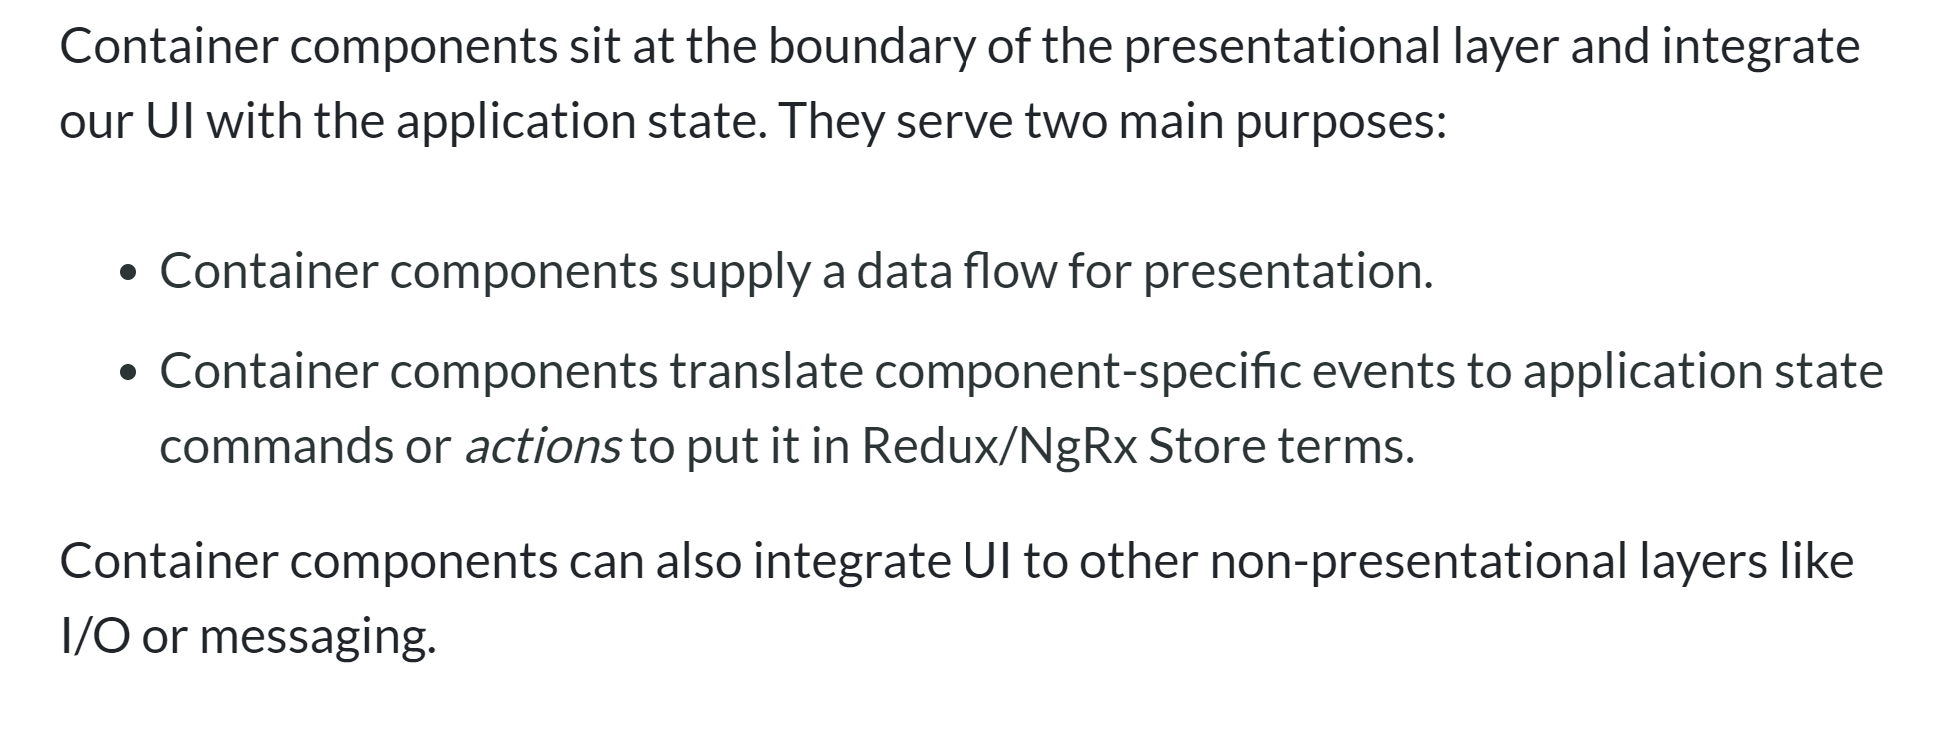 Container components sit at the boundary of the presentational layer and integrate
our UI with the application state. They serve two main purposes:
• Container components supply a data flow for presentation.
• Container components translate component-specific events to application state
commands or actions to put it in Redux/NgRx Store terms.
Container components can also integrate UI to other non-presentational layers like
I/O or messaging.